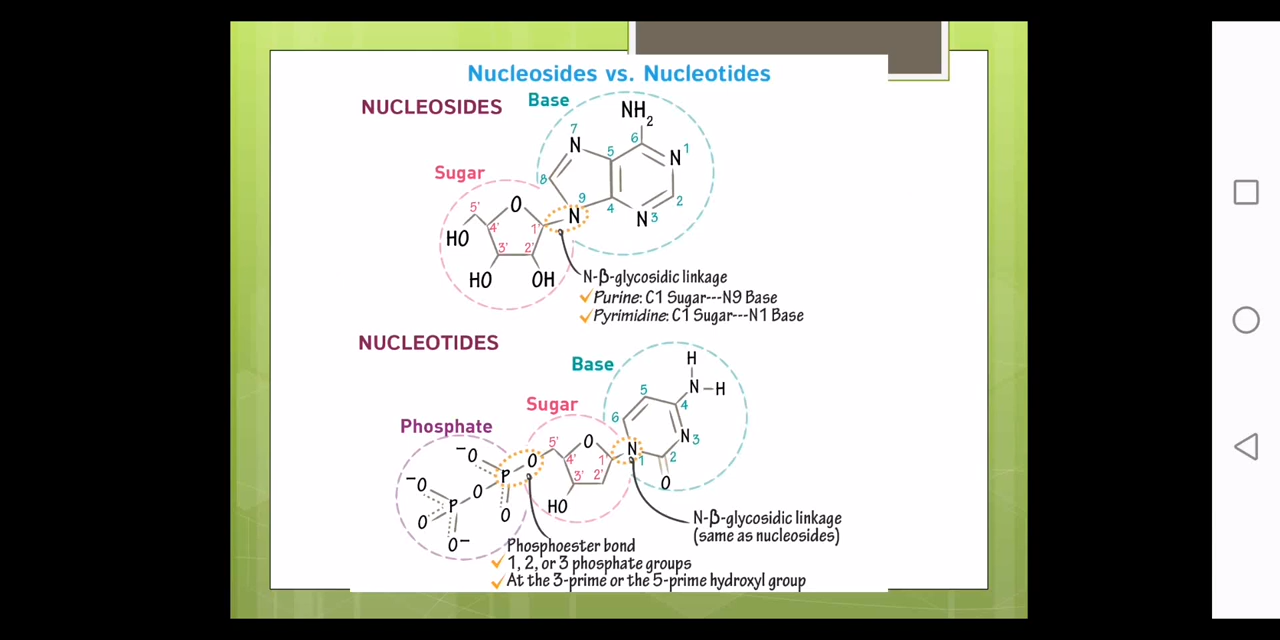 Nucleosides vs. Nucleotides
NUCLEOSIDES
Base
NH2
7
N
6
N 1
5
Sugar
8
9
N
4
N 3
2
5'
O
4'
1'
HO
3'
2'
HO
OH
N-β-glycosidic linkage
✓ Purine: C1 Sugar---N9 Base
✓ Pyrimidine: C1 Sugar---N1 Base
NUCLEOTIDES
Base
H
N–H
5
4
6
Sugar
Phosphate
N 3
5'
O
4'
1'
N
1
2
O
3'
2'
HO
–O
P
O
O
–O
O
P
O
O–
N-β-glycosidic linkage
(same as nucleosides)
Phosphoester bond
✓ 1, 2, or 3 phosphate groups
✓ At the 3-prime or the 5-prime hydroxyl group